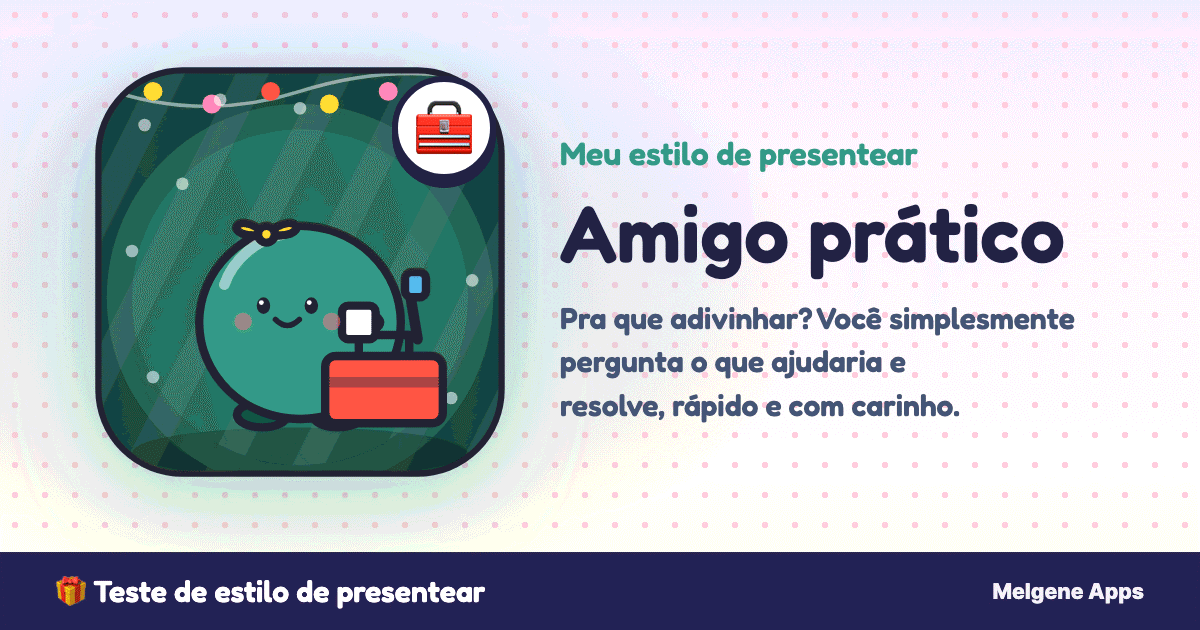 Meu estilo de presentear
Amigo prático
Pra que adivinhar? Você simplesmente
pergunta o que ajudaria e
resolve, rápido e com carinho.
Teste de estilo de presentear
Melgene Apps